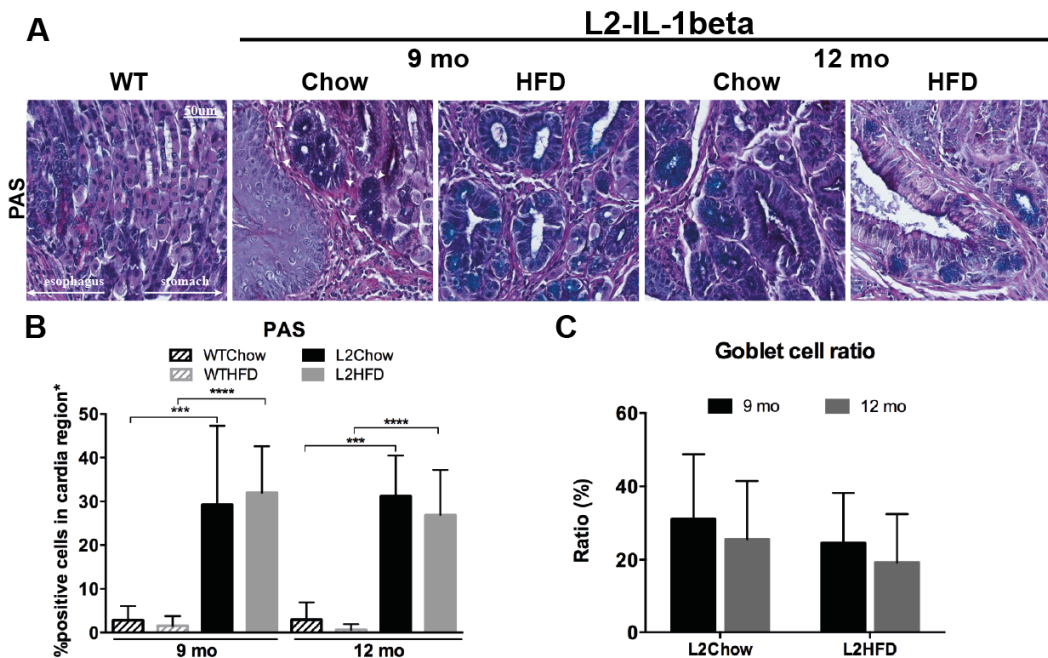 A
L2-IL-1beta
9 mo
12 mo
WT
Chow
HFD
Chow
HFD
PAS
50um
esophagus
stomach
B
PAS
WTChow
L2Chow
WTHFD
L2HFD
%positive cells in cardia region*
50
40
30
20
10
0
***
****
***
****
9 mo
12 mo
C
Goblet cell ratio
9 mo
12 mo
Ratio (%)
60
40
20
0
L2Chow
L2HFD